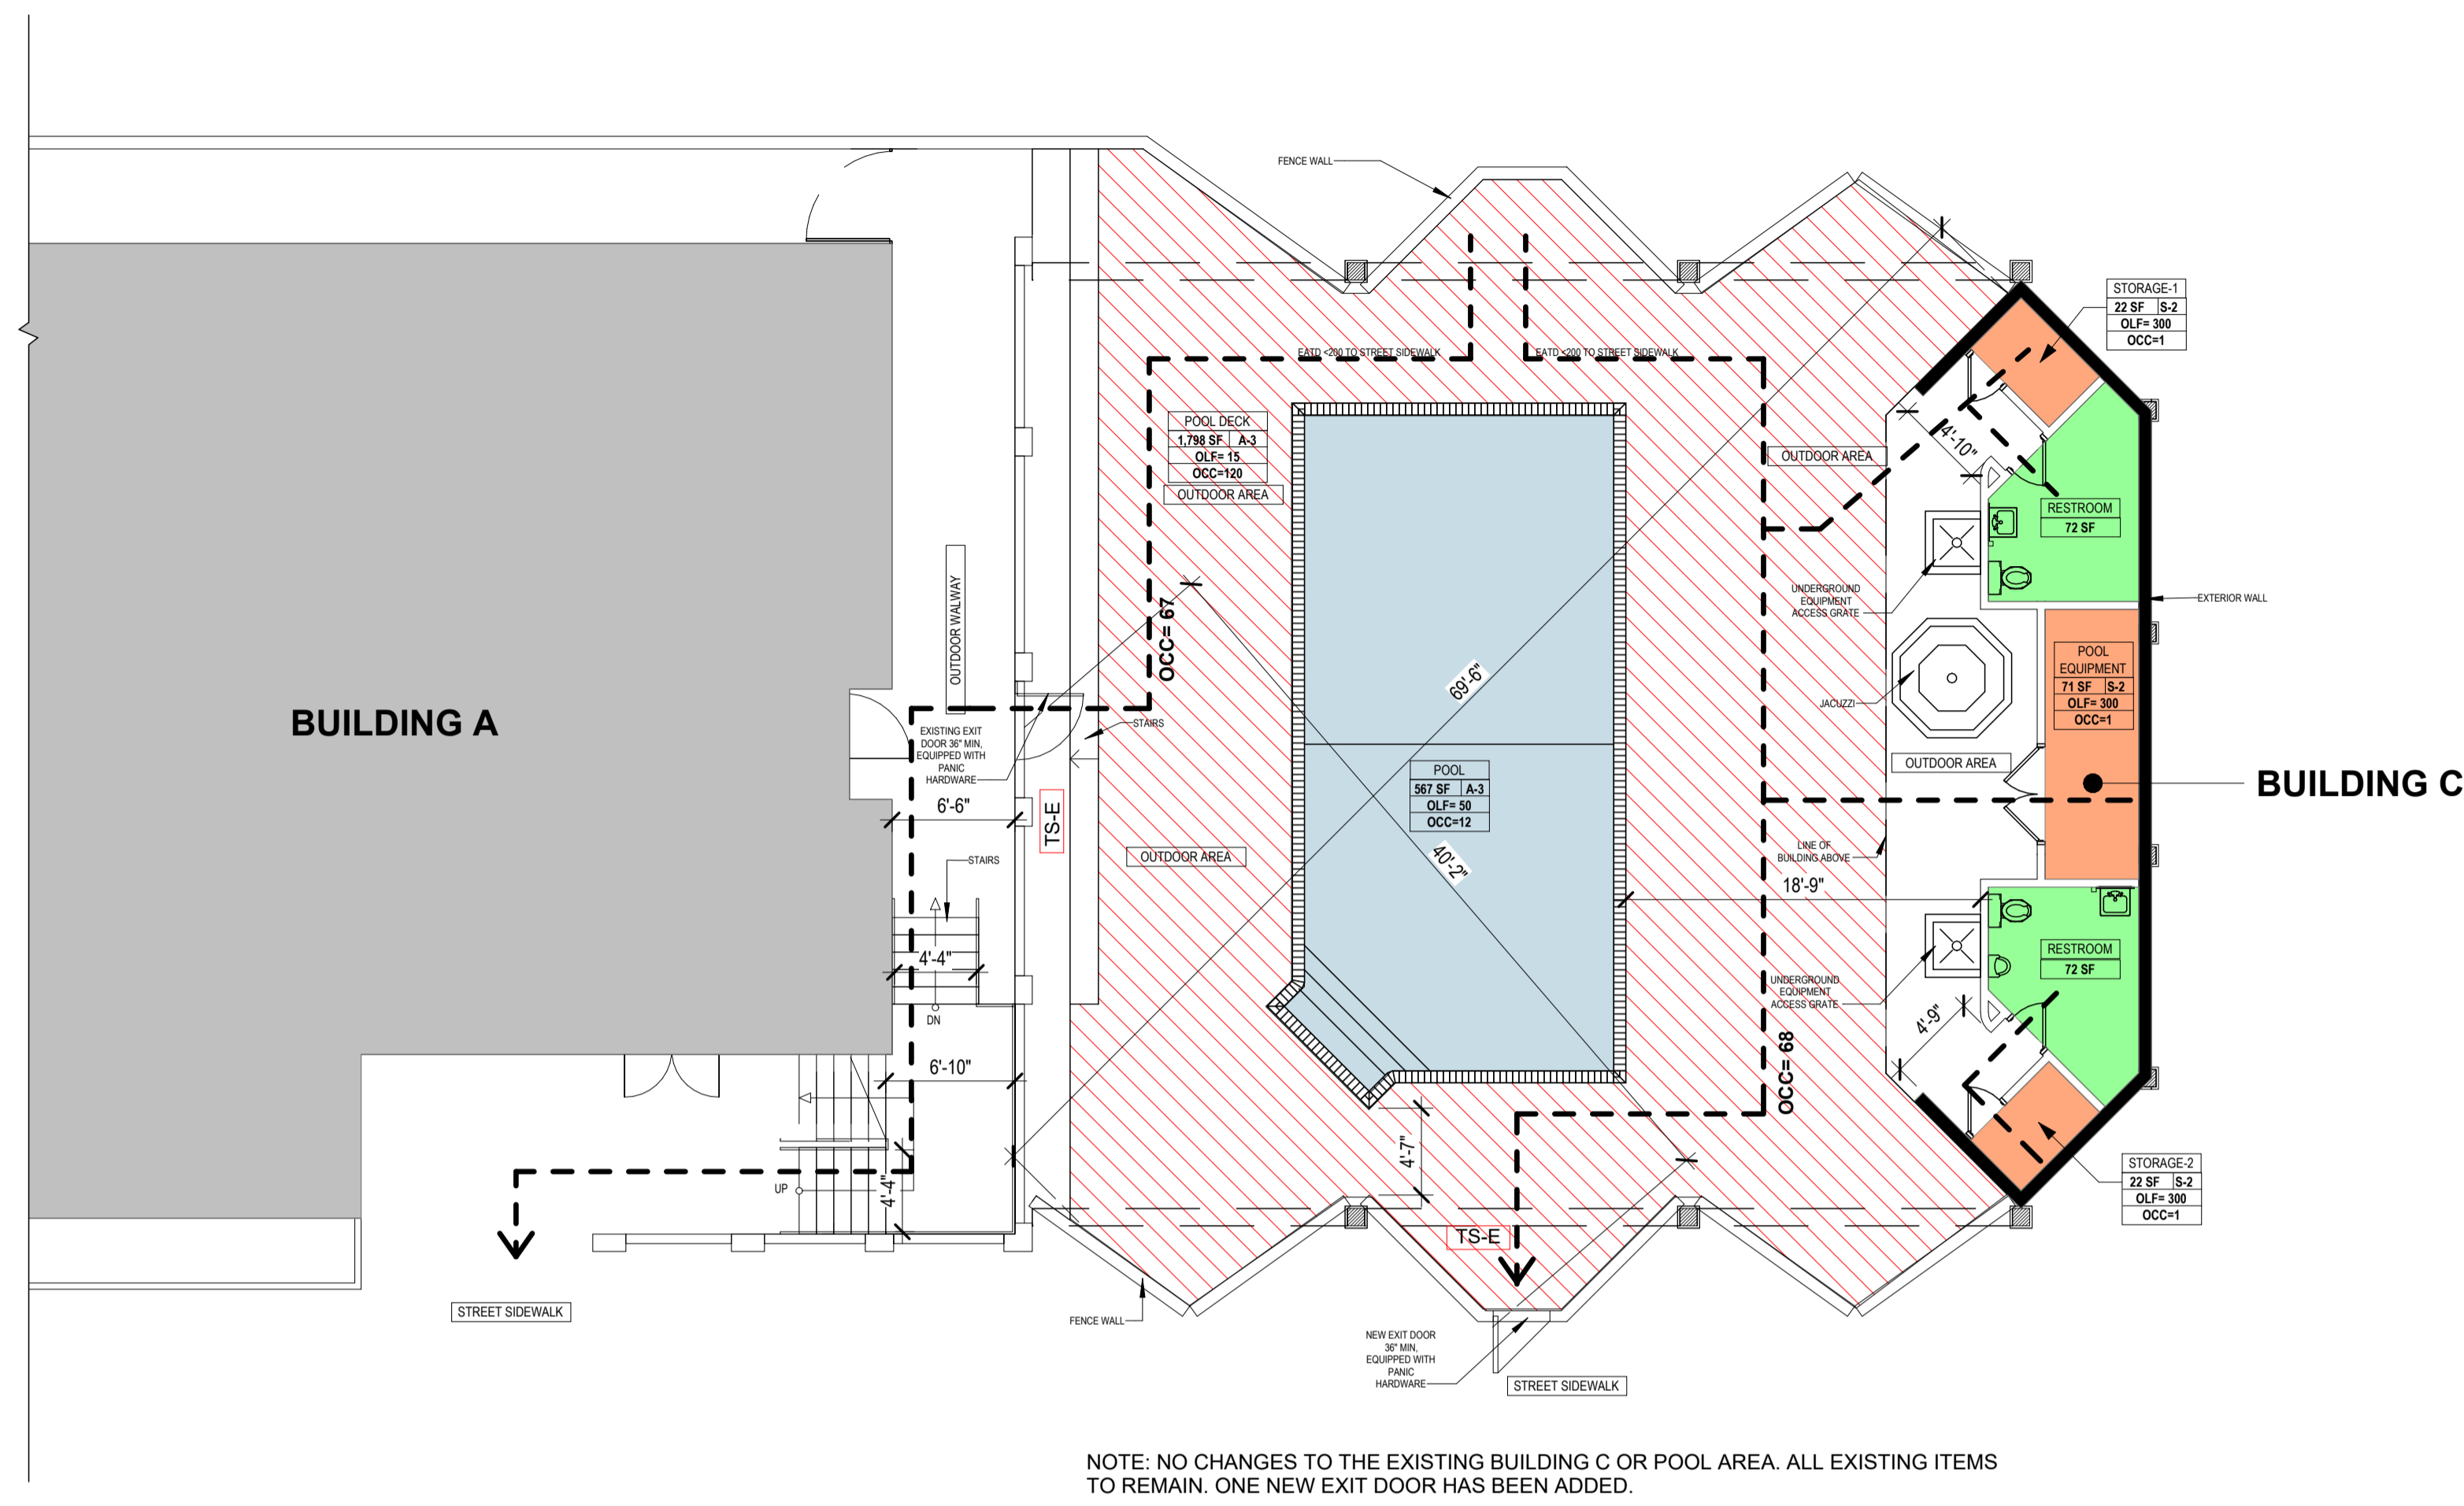 FENCE WALL
STORAGE-1
22 SF S-2
OLF= 300
OCC=1
EATD <200 TO STREET SIDEWALK
EATD <200 TO STREET SIDEWALK
POOL DECK
1,798 SF A-3
OLF= 15
OCC=120
OUTDOOR AREA
OUTDOOR AREA
4'-10"
RESTROOM
72 SF
OUTDOOR WALWAY
OCC= 67
UNDERGROUND
EQUIPMENT
ACCESS GRATE
EXTERIOR WALL
BUILDING A
69'-6"
POOL
EQUIPMENT
71 SF S-2
OLF= 300
OCC=1
JACUZZI
STAIRS
EXISTING EXIT
DOOR 36" MIN,
EQUIPPED WITH
PANIC
HARDWARE
OUTDOOR AREA
BUILDING C
POOL
567 SF A-3
OLF= 50
OCC=12
6'-6"
TS-E
STAIRS
OUTDOOR AREA
40'-2"
LINE OF
BUILDING ABOVE
18'-9"
4'-4"
RESTROOM
72 SF
UNDERGROUND
EQUIPMENT
ACCESS GRATE
DN
4'-9"
6'-10"
OCC= 68
4'-7"
UP
4'-4"
STORAGE-2
22 SF S-2
OLF= 300
OCC=1
TS-E
STREET SIDEWALK
FENCE WALL
NEW EXIT DOOR
36" MIN,
EQUIPPED WITH
PANIC
HARDWARE
STREET SIDEWALK
NOTE: NO CHANGES TO THE EXISTING BUILDING C OR POOL AREA. ALL EXISTING ITEMS
TO REMAIN. ONE NEW EXIT DOOR HAS BEEN ADDED.